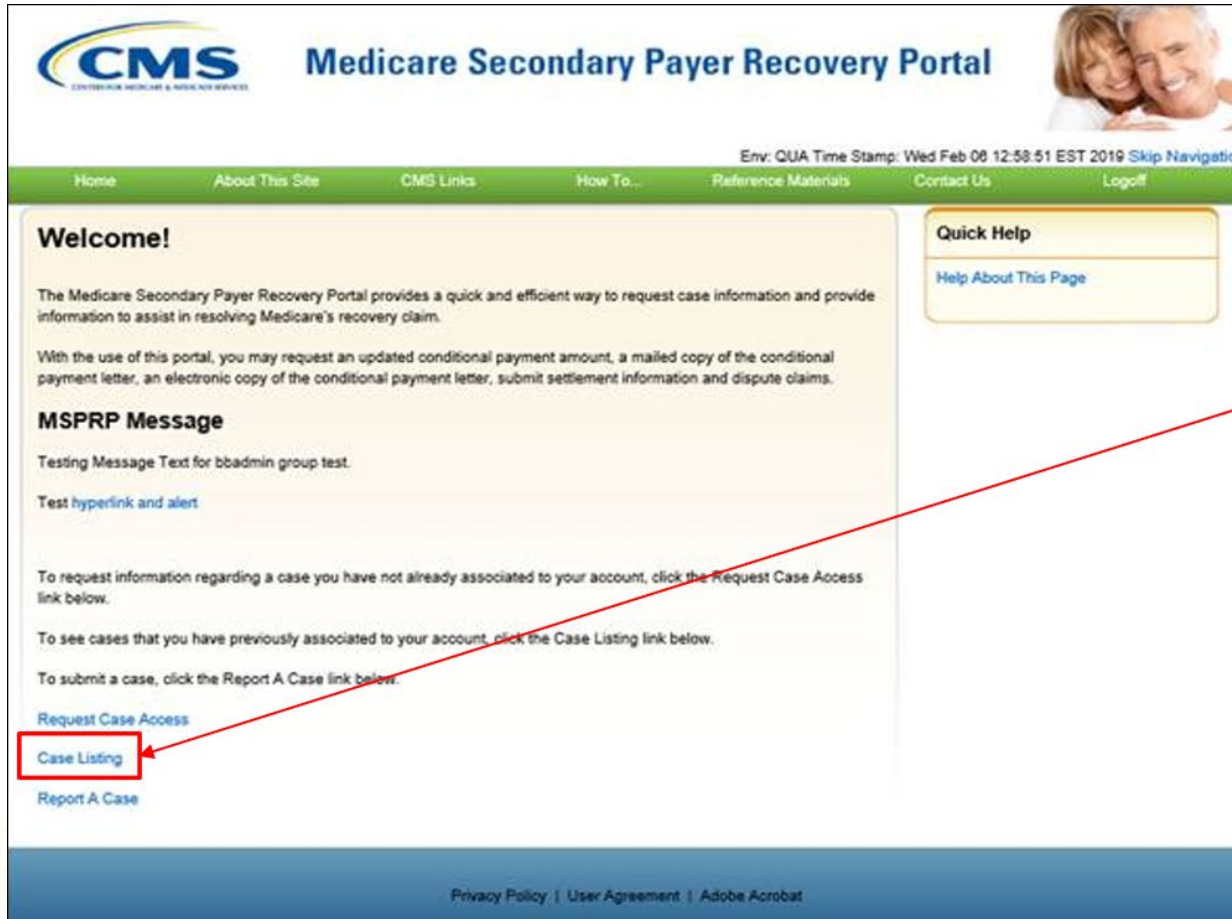 CMS
CENTERS FOR MEDICARE & MEDICAID SERVICES
Medicare Secondary Payer Recovery Portal
Env: QUA Time Stamp: Wed Feb 06 12:58:51 EST 2019 Skip Navigatio
Home About This Site CMS Links How To... Reference Materials Contact Us Logoff
Welcome!
The Medicare Secondary Payer Recovery Portal provides a quick and efficient way to request case information and provide
information to assist in resolving Medicare's recovery claim.
With the use of this portal, you may request an updated conditional payment amount, a mailed copy of the conditional
payment letter, an electronic copy of the conditional payment letter, submit settlement information and dispute claims.
MSPRP Message
Testing Message Text for bbadmin group test.
Test hyperlink and alert
To request information regarding a case you have not already associated to your account, click the Request Case Access
link below.
To see cases that you have previously associated to your account, click the Case Listing link below.
To submit a case, click the Report A Case link below.
Request Case Access
Case Listing
Report A Case
Quick Help
Help About This Page
Privacy Policy | User Agreement | Adobe Acrobat